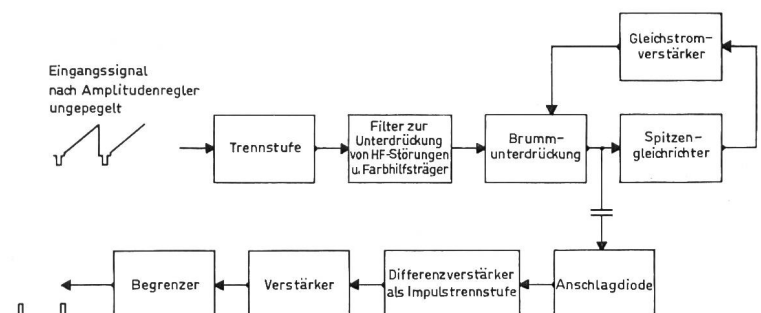 Gleichstrom-
verstärker
Eingangssignal
nach Amplitudenregler
ungepegelt
Trennstufe
Filter zur
Unterdrückung
von HF-Störungen
u. Farbhilfsträger
Brumm-
unterdrückung
Spitzen-
gleichrichter
Begrenzer
Verstärker
Differenzverstärker
als Impulstrennstufe
Anschlagdiode